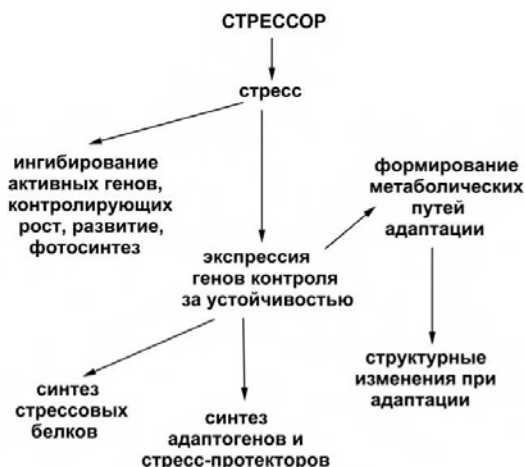 СТРЕССОР
стресс
ингибирование
активных генов,
контролирующих
рост, развитие,
фотосинтез
формирование
метаболических
путей
адаптации
экспрессия
генов контроля
за устойчивостью
структурные
изменения при
адаптации
синтез
стрессовых
белков
синтез
адаптогенов и
стресс-протекторов